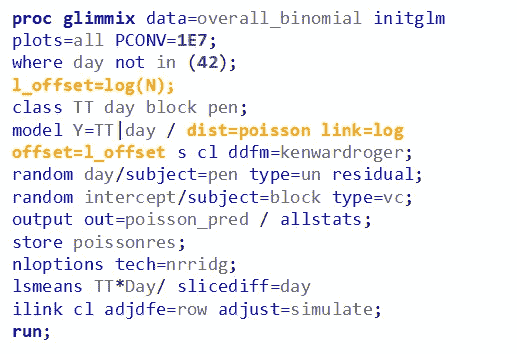 proc glimmix data=overall_binomial initglm
plots=all PCONV=1E7;
where day not in (42);
l_offset=log(N);
class TT day block pen;
model Y=TT|day / dist=poisson link=log
offset=l_offset s cl ddfm=kenwardroger;
random day/subject=pen type=un residual;
random intercept/subject=block type=vc;
output out=poisson_pred / allstats;
store poissonres;
nloptions tech=nrridg;
lsmeans TT*Day/ slicediff=day
ilink cl adjdfe=row adjust=simulate;
run;